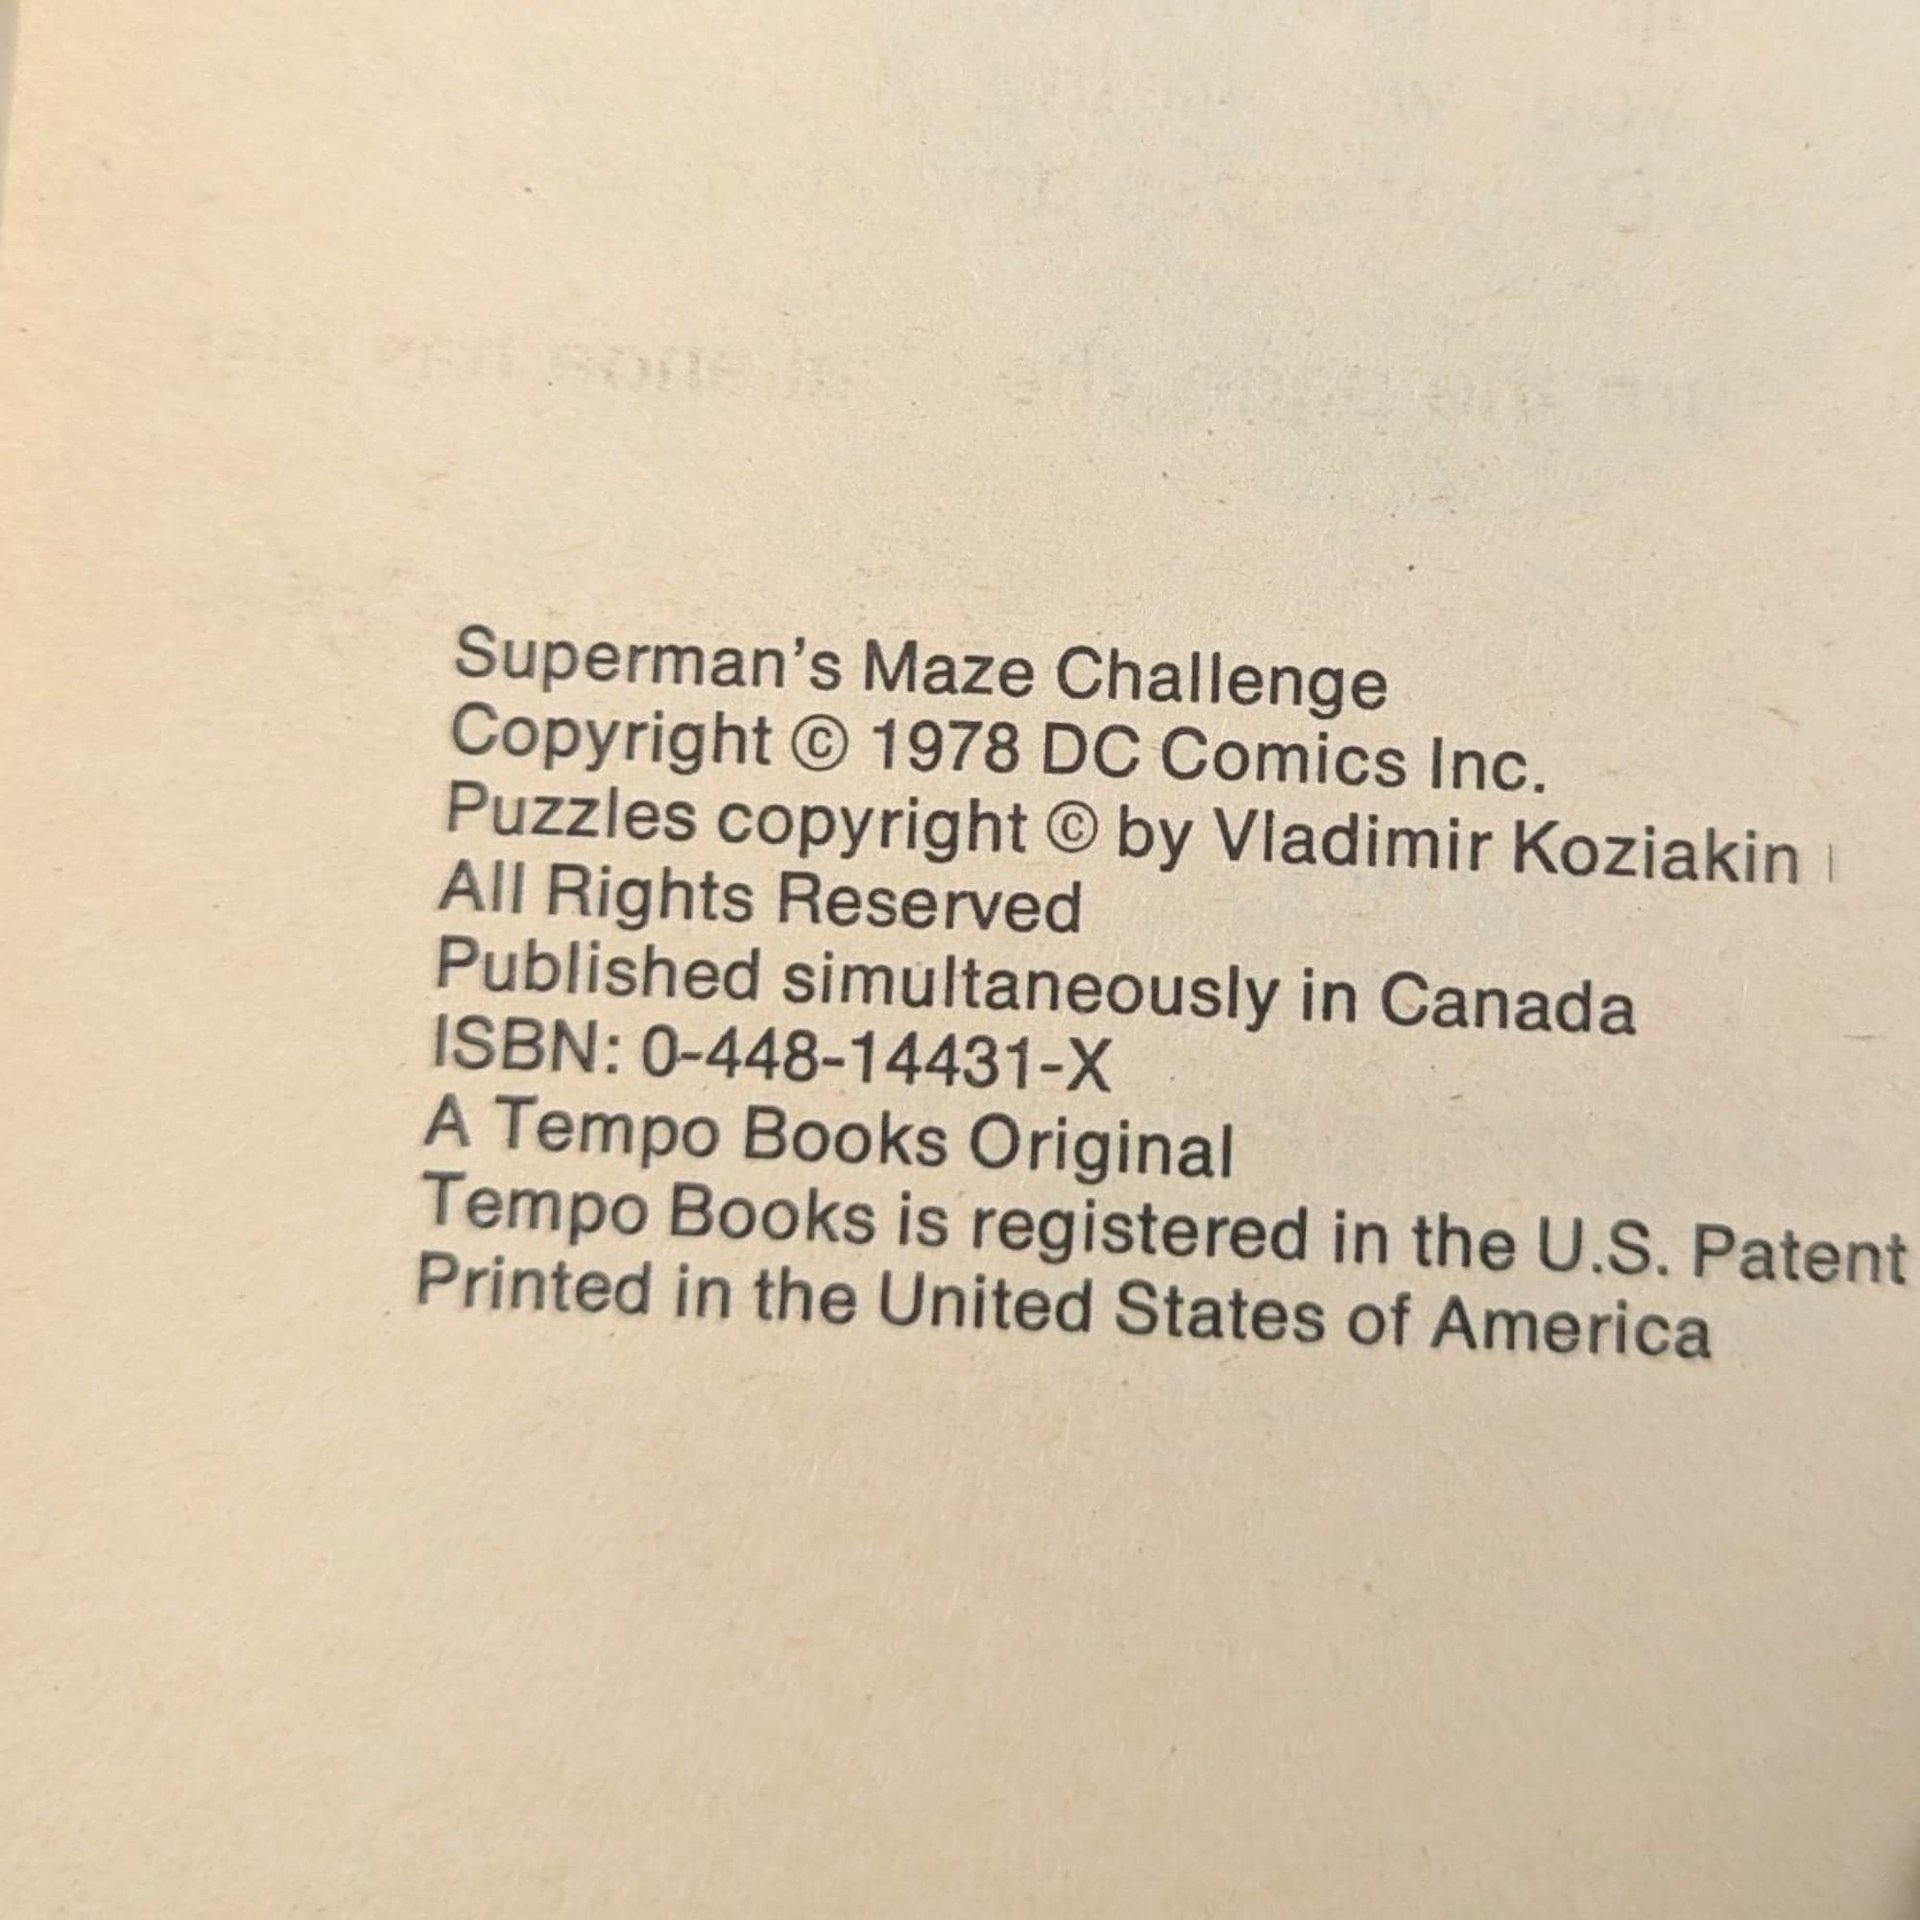 Superman's Maze Challenge
Copyright © 1978 DC Comics Inc.
Puzzles copyright © by Vladimir Koziakin
All Rights Reserved
Published simultaneously in Canada
ISBN: 0-448-14431-X
A Tempo Books Original
Tempo Books is registered in the U.S. Patent
Printed in the United States of America